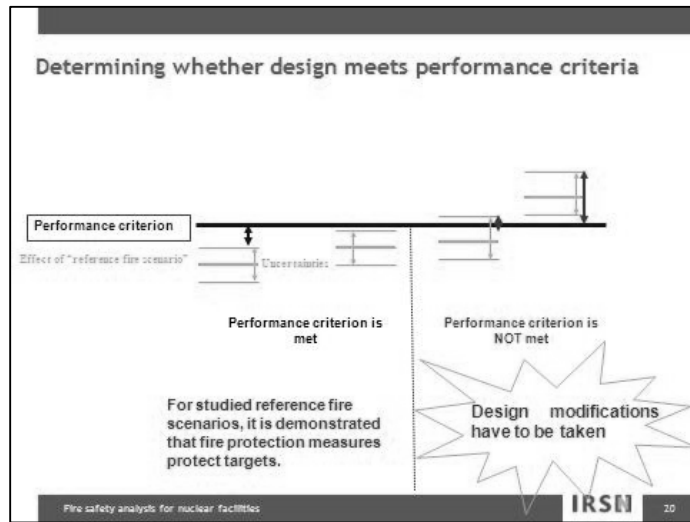 Determining whether design meets performance criteria
Performance criterion
Effect of "reference fire scenario"
Uncertainties
Performance criterion is
met
Performance criterion is
NOT met
For studied reference fire
scenarios, it is demonstrated
that fire protection measures
protect targets.
Design modifications
have to be taken
Fire safety analysis for nuclear facilities
IRSN
20